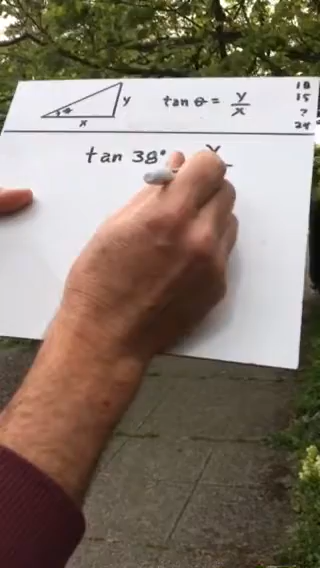 y
θ
x
tan θ = y/x
18
15
?
24
tan 38°